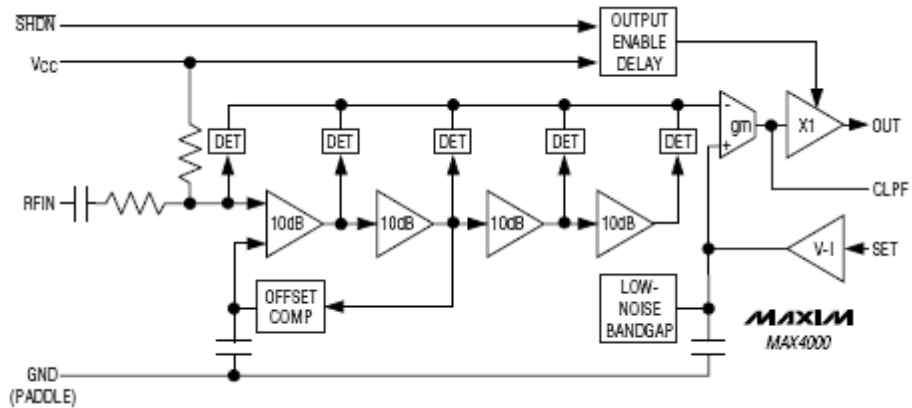 SHDN
VCC
OUTPUT
ENABLE
DELAY
DET
DET
DET
DET
DET
-
gm
+
X1
OUT
CLPF
RFIN
10dB
10dB
10dB
10dB
V-I
SET
OFFSET
COMP
LOW-
NOISE
BANDGAP
MAXIM
MAX4000
GND
(PADDLE)